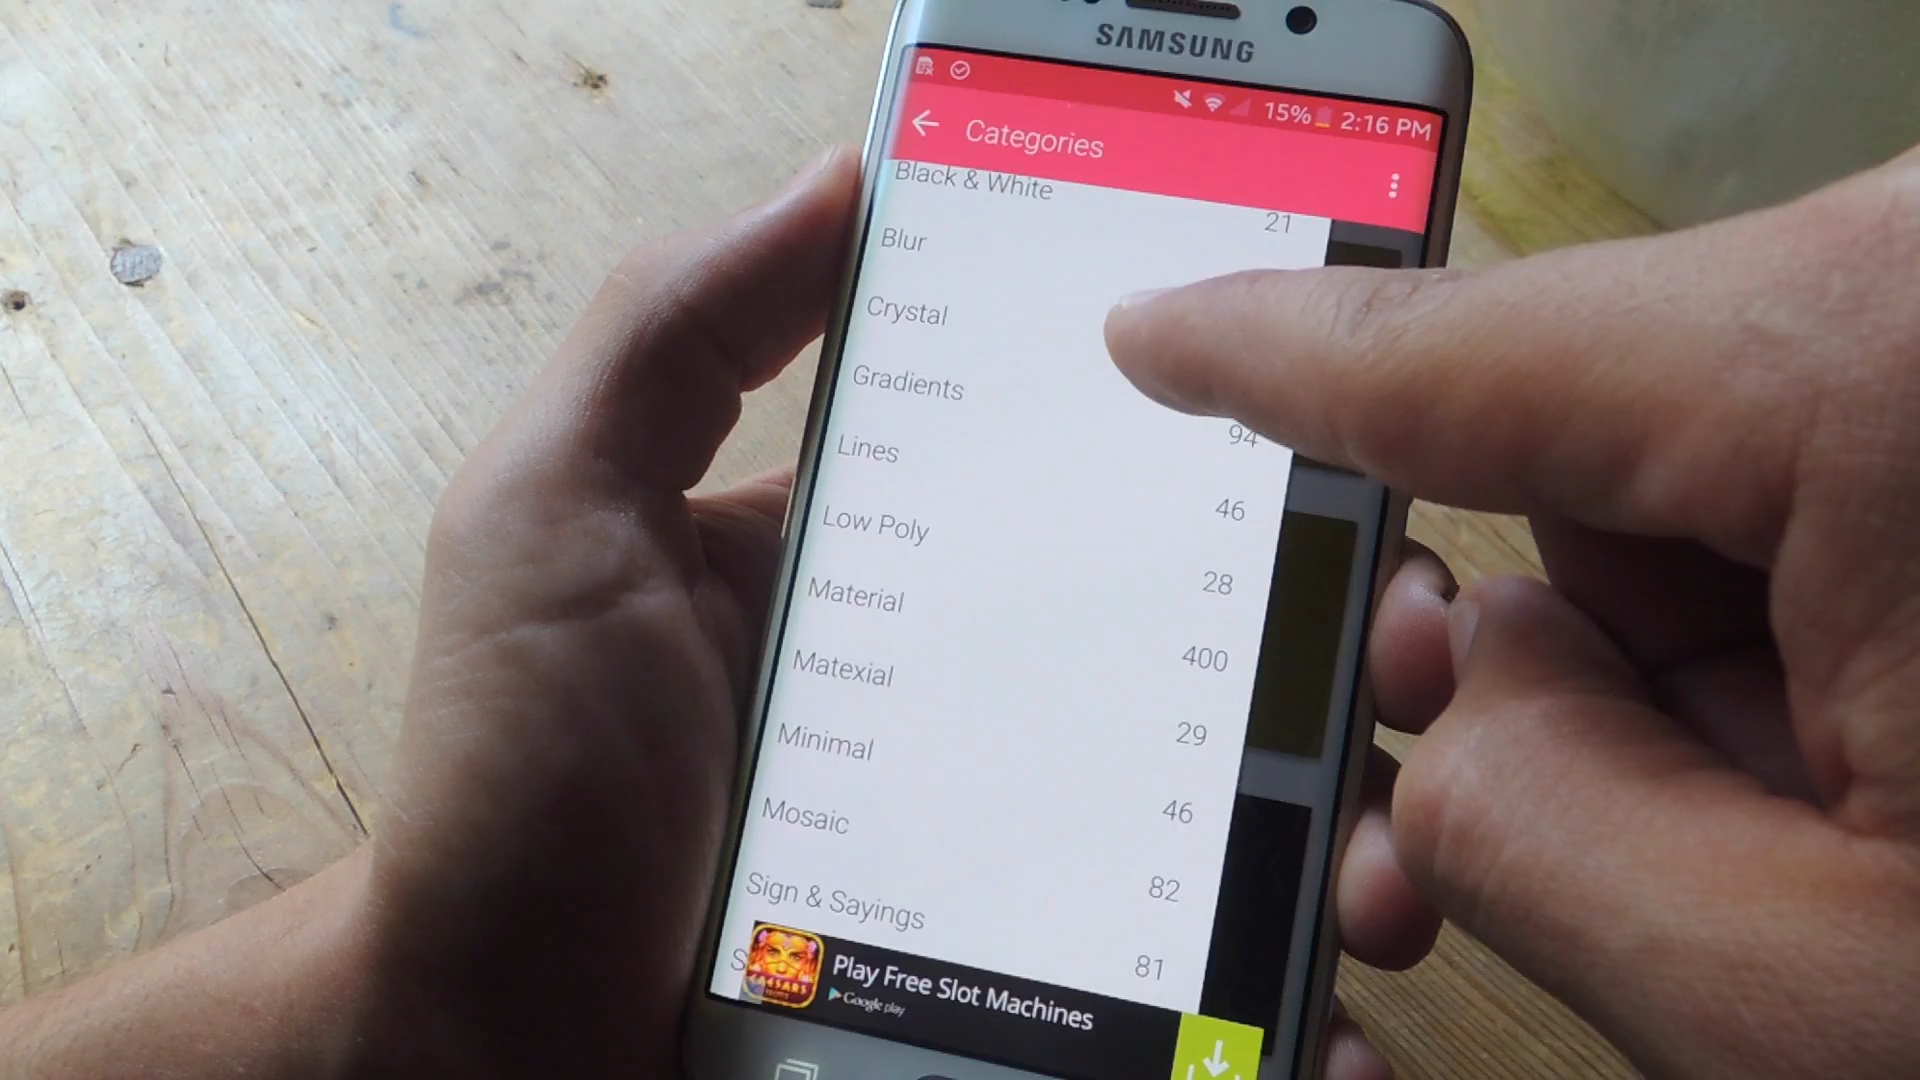 SAMSUNG
15% 2:16 PM
Categories
Black & White 21
Blur
Crystal
Gradients 94
Lines 46
Low Poly 28
Material 400
Matexial 29
Minimal 46
Mosaic 82
Sign & Sayings 81
CAESARS
Play Free Slot Machines
Google play